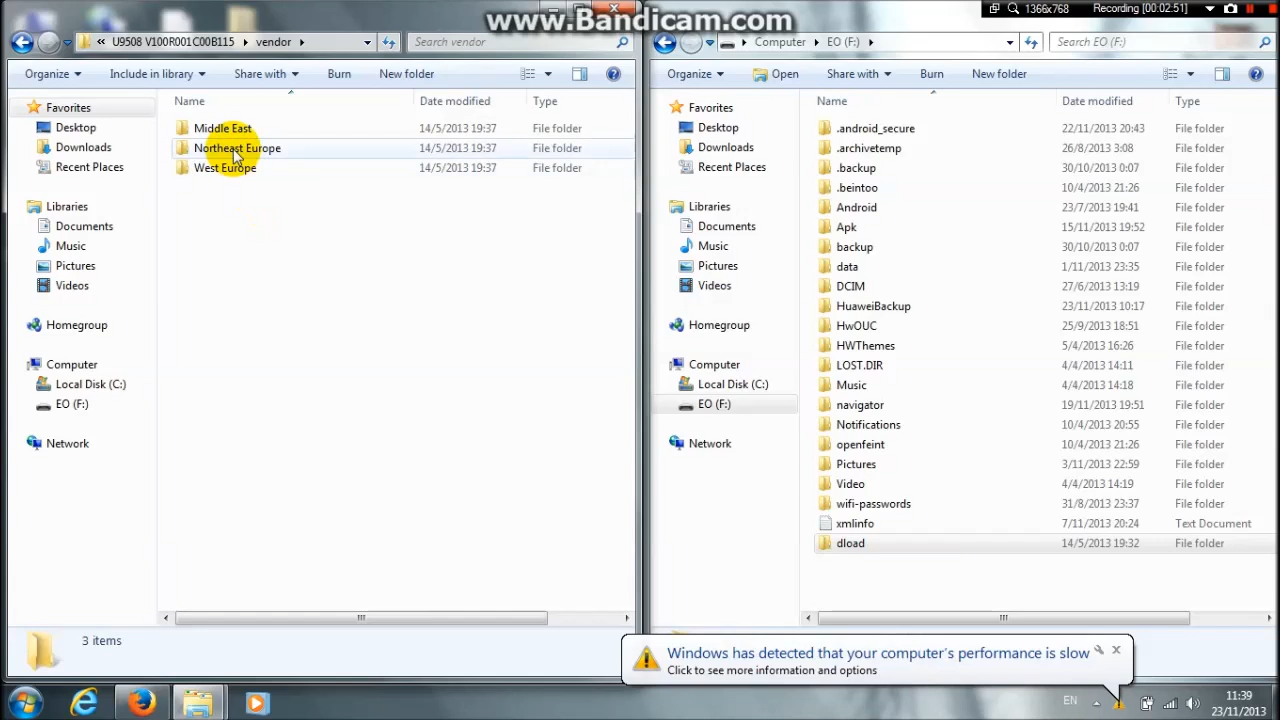 www.Bandicam.com
1366x768
Recording [00:02:51]
« U9508 V100R001C00B115 vendor
Search vendor
Organize Include in library Share with Burn New folder
Name Date modified Type
Favorites
Desktop
Downloads
Recent Places
Libraries
Documents
Music
Pictures
Videos
Homegroup
Computer
Local Disk (C:)
EO (F:)
Network
Middle East 14/5/2013 19:37 File folder
Northeast Europe 14/5/2013 19:37 File folder
West Europe 14/5/2013 19:37 File folder
3 items
Computer EO (F:)
Search EO (F:)
Organize Open Share with Burn New folder
Name Date modified Type
Favorites
Desktop
Downloads
Recent Places
Libraries
Documents
Music
Pictures
Videos
Homegroup
Computer
Local Disk (C:)
EO (F:)
Network
.android_secure 22/11/2013 20:43 File folder
.archivetemp 26/8/2013 3:08 File folder
.backup 30/10/2013 0:07 File folder
.beintoo 10/4/2013 21:26 File folder
Android 23/7/2013 19:41 File folder
Apk 15/11/2013 19:52 File folder
backup 30/10/2013 0:07 File folder
data 1/11/2013 23:35 File folder
DCIM 27/6/2013 13:19 File folder
HuaweiBackup 23/11/2013 10:17 File folder
HwOUC 25/9/2013 18:51 File folder
HWThemes 5/4/2013 16:26 File folder
LOST.DIR 4/4/2013 14:11 File folder
Music 4/4/2013 14:18 File folder
navigator 19/11/2013 19:51 File folder
Notifications 10/4/2013 20:55 File folder
openfeint 10/4/2013 21:26 File folder
Pictures 3/11/2013 22:59 File folder
Video 4/4/2013 14:19 File folder
wifi-passwords 31/8/2013 23:37 File folder
xmlinfo 7/11/2013 20:24 Text Document
dload 14/5/2013 19:32 File folder
Windows has detected that your computer's performance is slow
Click to see more information and options
EN
11:39
23/11/2013